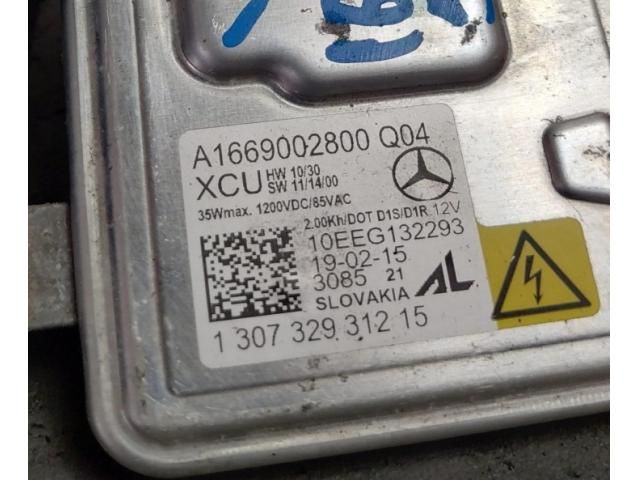 A1669002800 Q04
XCU HW 10/30
SW 11/14/00
35Wmax. 1200VDC/85VAC
2.00Kh/DOT D1S/D1R 12V
10EEG132293
19-02-15
3085 21
SLOVAKIA AL
1 307 329 312 15